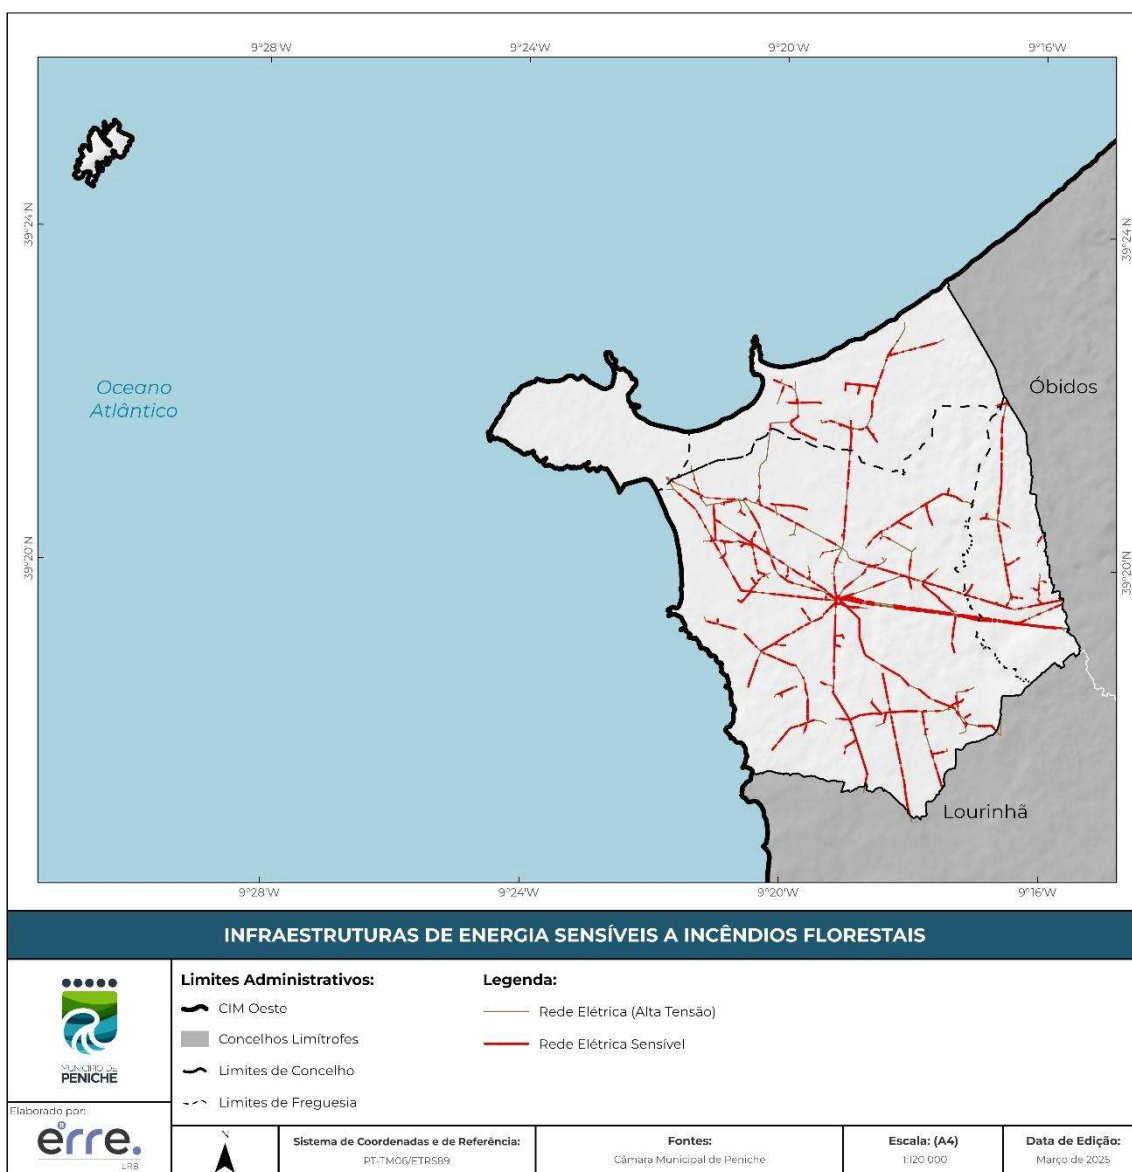 9°28'W
9°24'W
9°20'W
9°16'W
39°24'N
39°24'N
Oceano
Atlântico
Óbidos
39°20'N
39°20'N
Lourinhã
9°28'W
9°24'W
9°20'W
9°16'W
INFRAESTRUTURAS DE ENERGIA SENSÍVEIS A INCÊNDIOS FLORESTAIS
MUNICÍPIO DE
PENICHE
Limites Administrativos:
CIM Oeste
Concelhos Limítrofes
Limites de Concelho
Limites de Freguesia
Legenda:
Rede Elétrica (Alta Tensão)
Rede Elétrica Sensível
Elaborado por:
erre.
LRB
N
Sistema de Coordenadas e de Referência:
PT-TM06/ETRS89
Fontes:
Câmara Municipal de Peniche
Escala: (A4)
1:120 000
Data de Edição:
Março de 2025